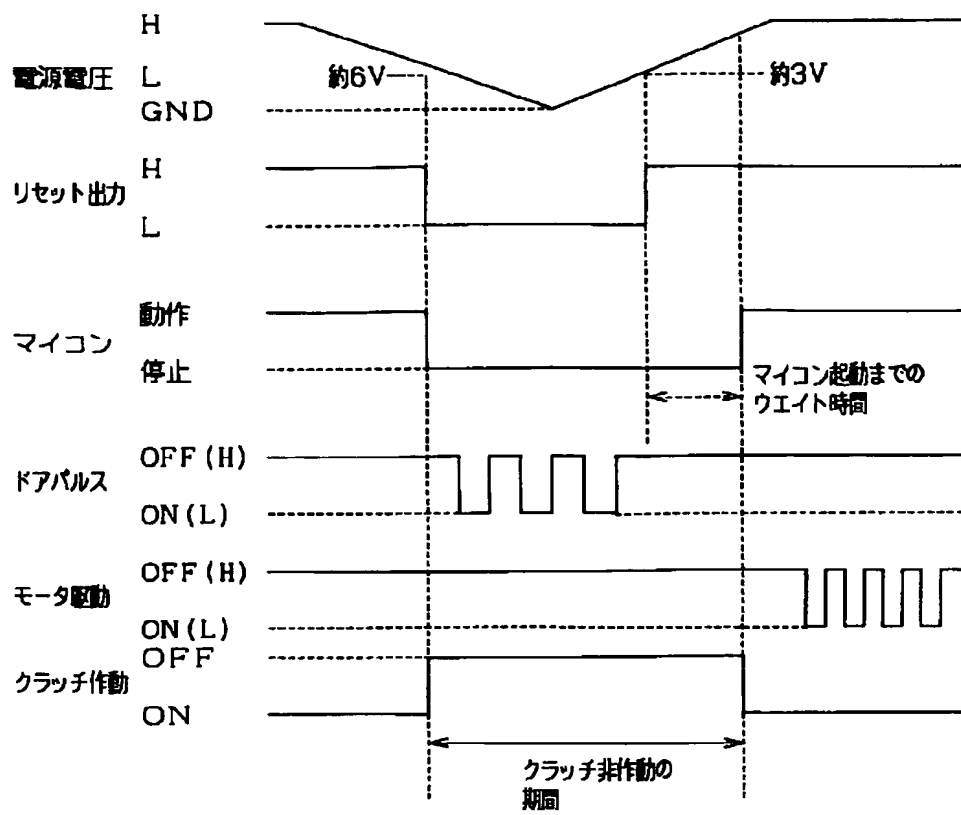 H
電源電圧 L 約6V 約3V
GND
H
リセット出力
L
動作
マイコン
停止
マイコン起動までの
ウエイト時間
OFF(H)
ドアパルス
ON(L)
OFF(H)
モータ駆動
ON(L)
OFF
クラッチ作動
ON
クラッチ非作動の
期間